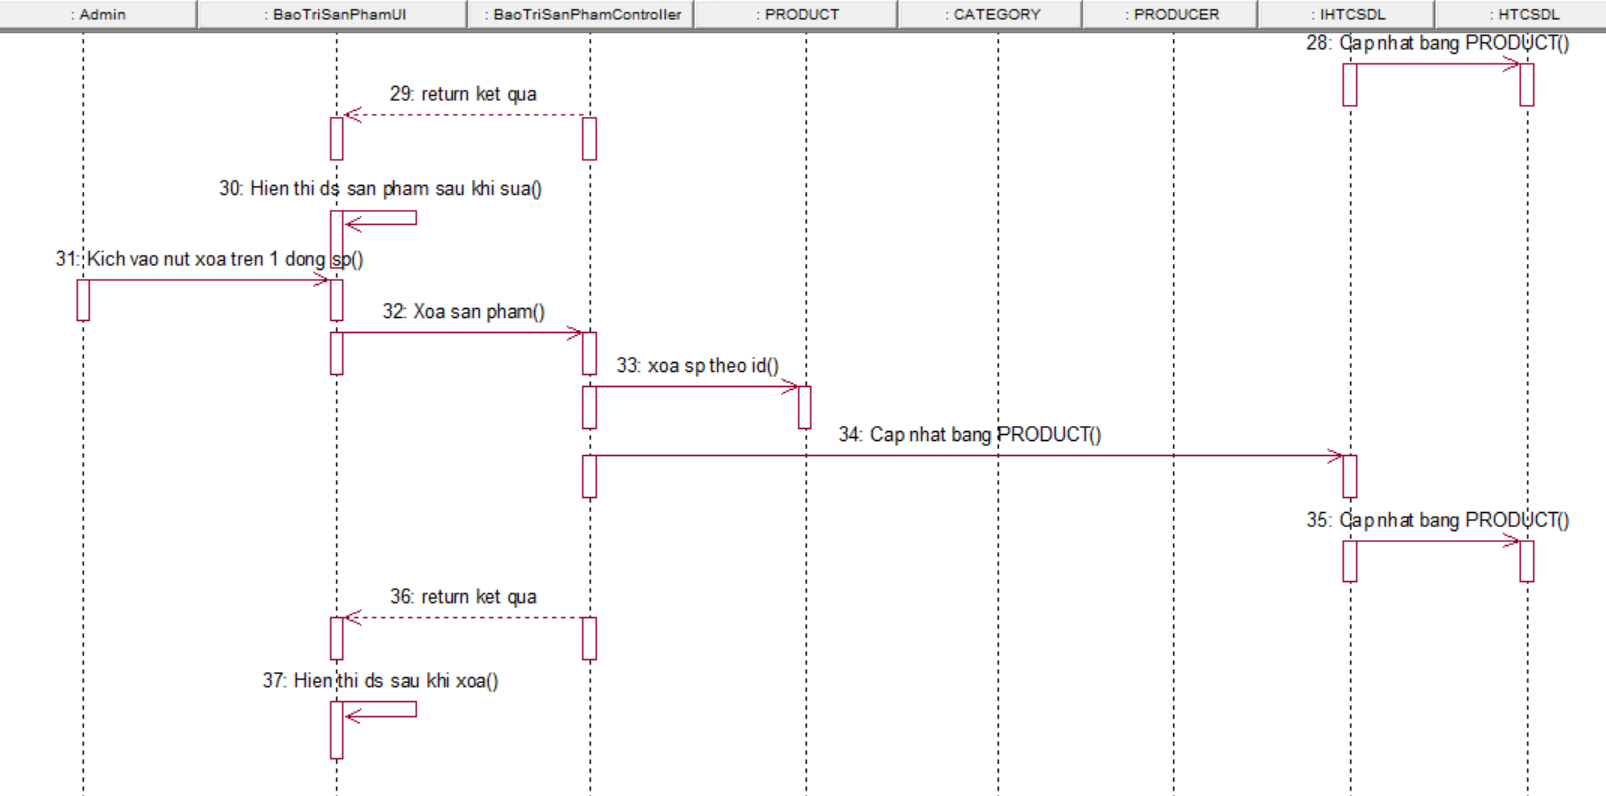 : Admin
: BaoTriSanPhamUI
: BaoTriSanPhamController
: PRODUCT
: CATEGORY
: PRODUCER
: IHTCSDL
: HTCSDL
28: Cap nhat bang PRODUCT()
29: return ket qua
30: Hien thi ds san pham sau khi sua()
31: Kich vao nut xoa tren 1 dong sp()
32: Xoa san pham()
33: xoa sp theo id()
34: Cap nhat bang PRODUCT()
35: Cap nhat bang PRODUCT()
36: return ket qua
37: Hien thi ds sau khi xoa()